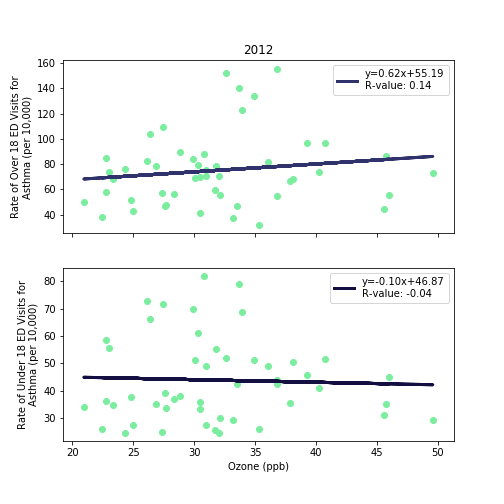 2012
Rate of Over 18 ED Visits for
Asthma (per 10,000)
160
140
120
100
80
60
40
y=0.62x+55.19
R-value: 0.14
Rate of Under 18 ED Visits for
Asthma (per 10,000)
80
70
60
50
40
30
y=-0.10x+46.87
R-value: -0.04
20 25 30 35 40 45 50
Ozone (ppb)